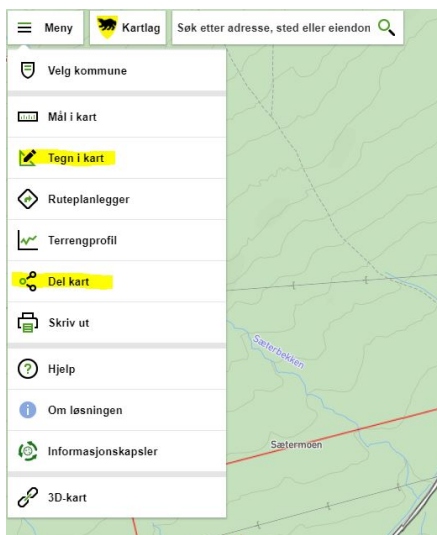 Meny
Kartlag
Søk etter adresse, sted eller eiendon
Velg kommune
Mål i kart
Tegn i kart
Ruteplanlegger
Terrengprofil
Del kart
Skriv ut
Hjelp
Om løsningen
Informasjonskapsler
3D-kart
Sæterbekken
Sætermoen